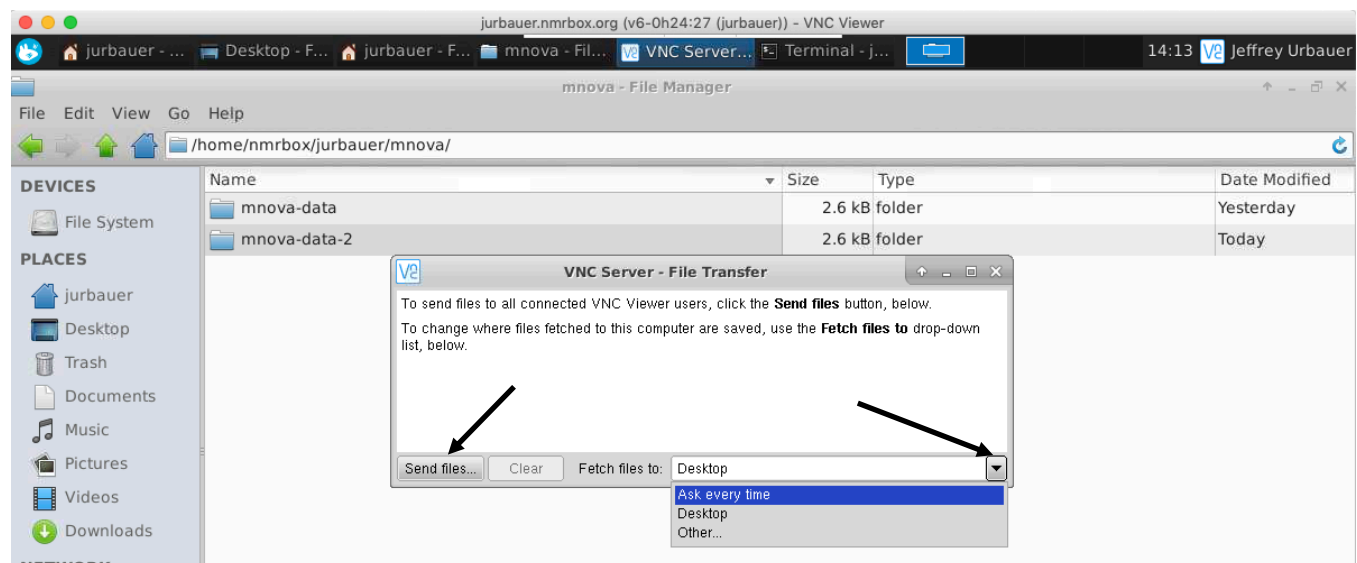 jurbauer.nmrbox.org (v6-0h24:27 (jurbauer)) - VNC Viewer
jurbauer - ... Desktop - F... jurbauer - F... mnova - Fil... VNC Server... Terminal - j... 14:13 Jeffrey Urbauer
mnova - File Manager
File Edit View Go Help
/home/nmrbox/jurbauer/mnova/
DEVICES
File System
PLACES
jurbauer
Desktop
Trash
Documents
Music
Pictures
Videos
Downloads
Name Size Type Date Modified
mnova-data 2.6 kB folder Yesterday
mnova-data-2 2.6 kB folder Today
VNC Server - File Transfer
To send files to all connected VNC Viewer users, click the Send files button, below.
To change where files fetched to this computer are saved, use the Fetch files to drop-down
list, below.
Send files... Clear Fetch files to: Desktop
Ask every time
Desktop
Other...